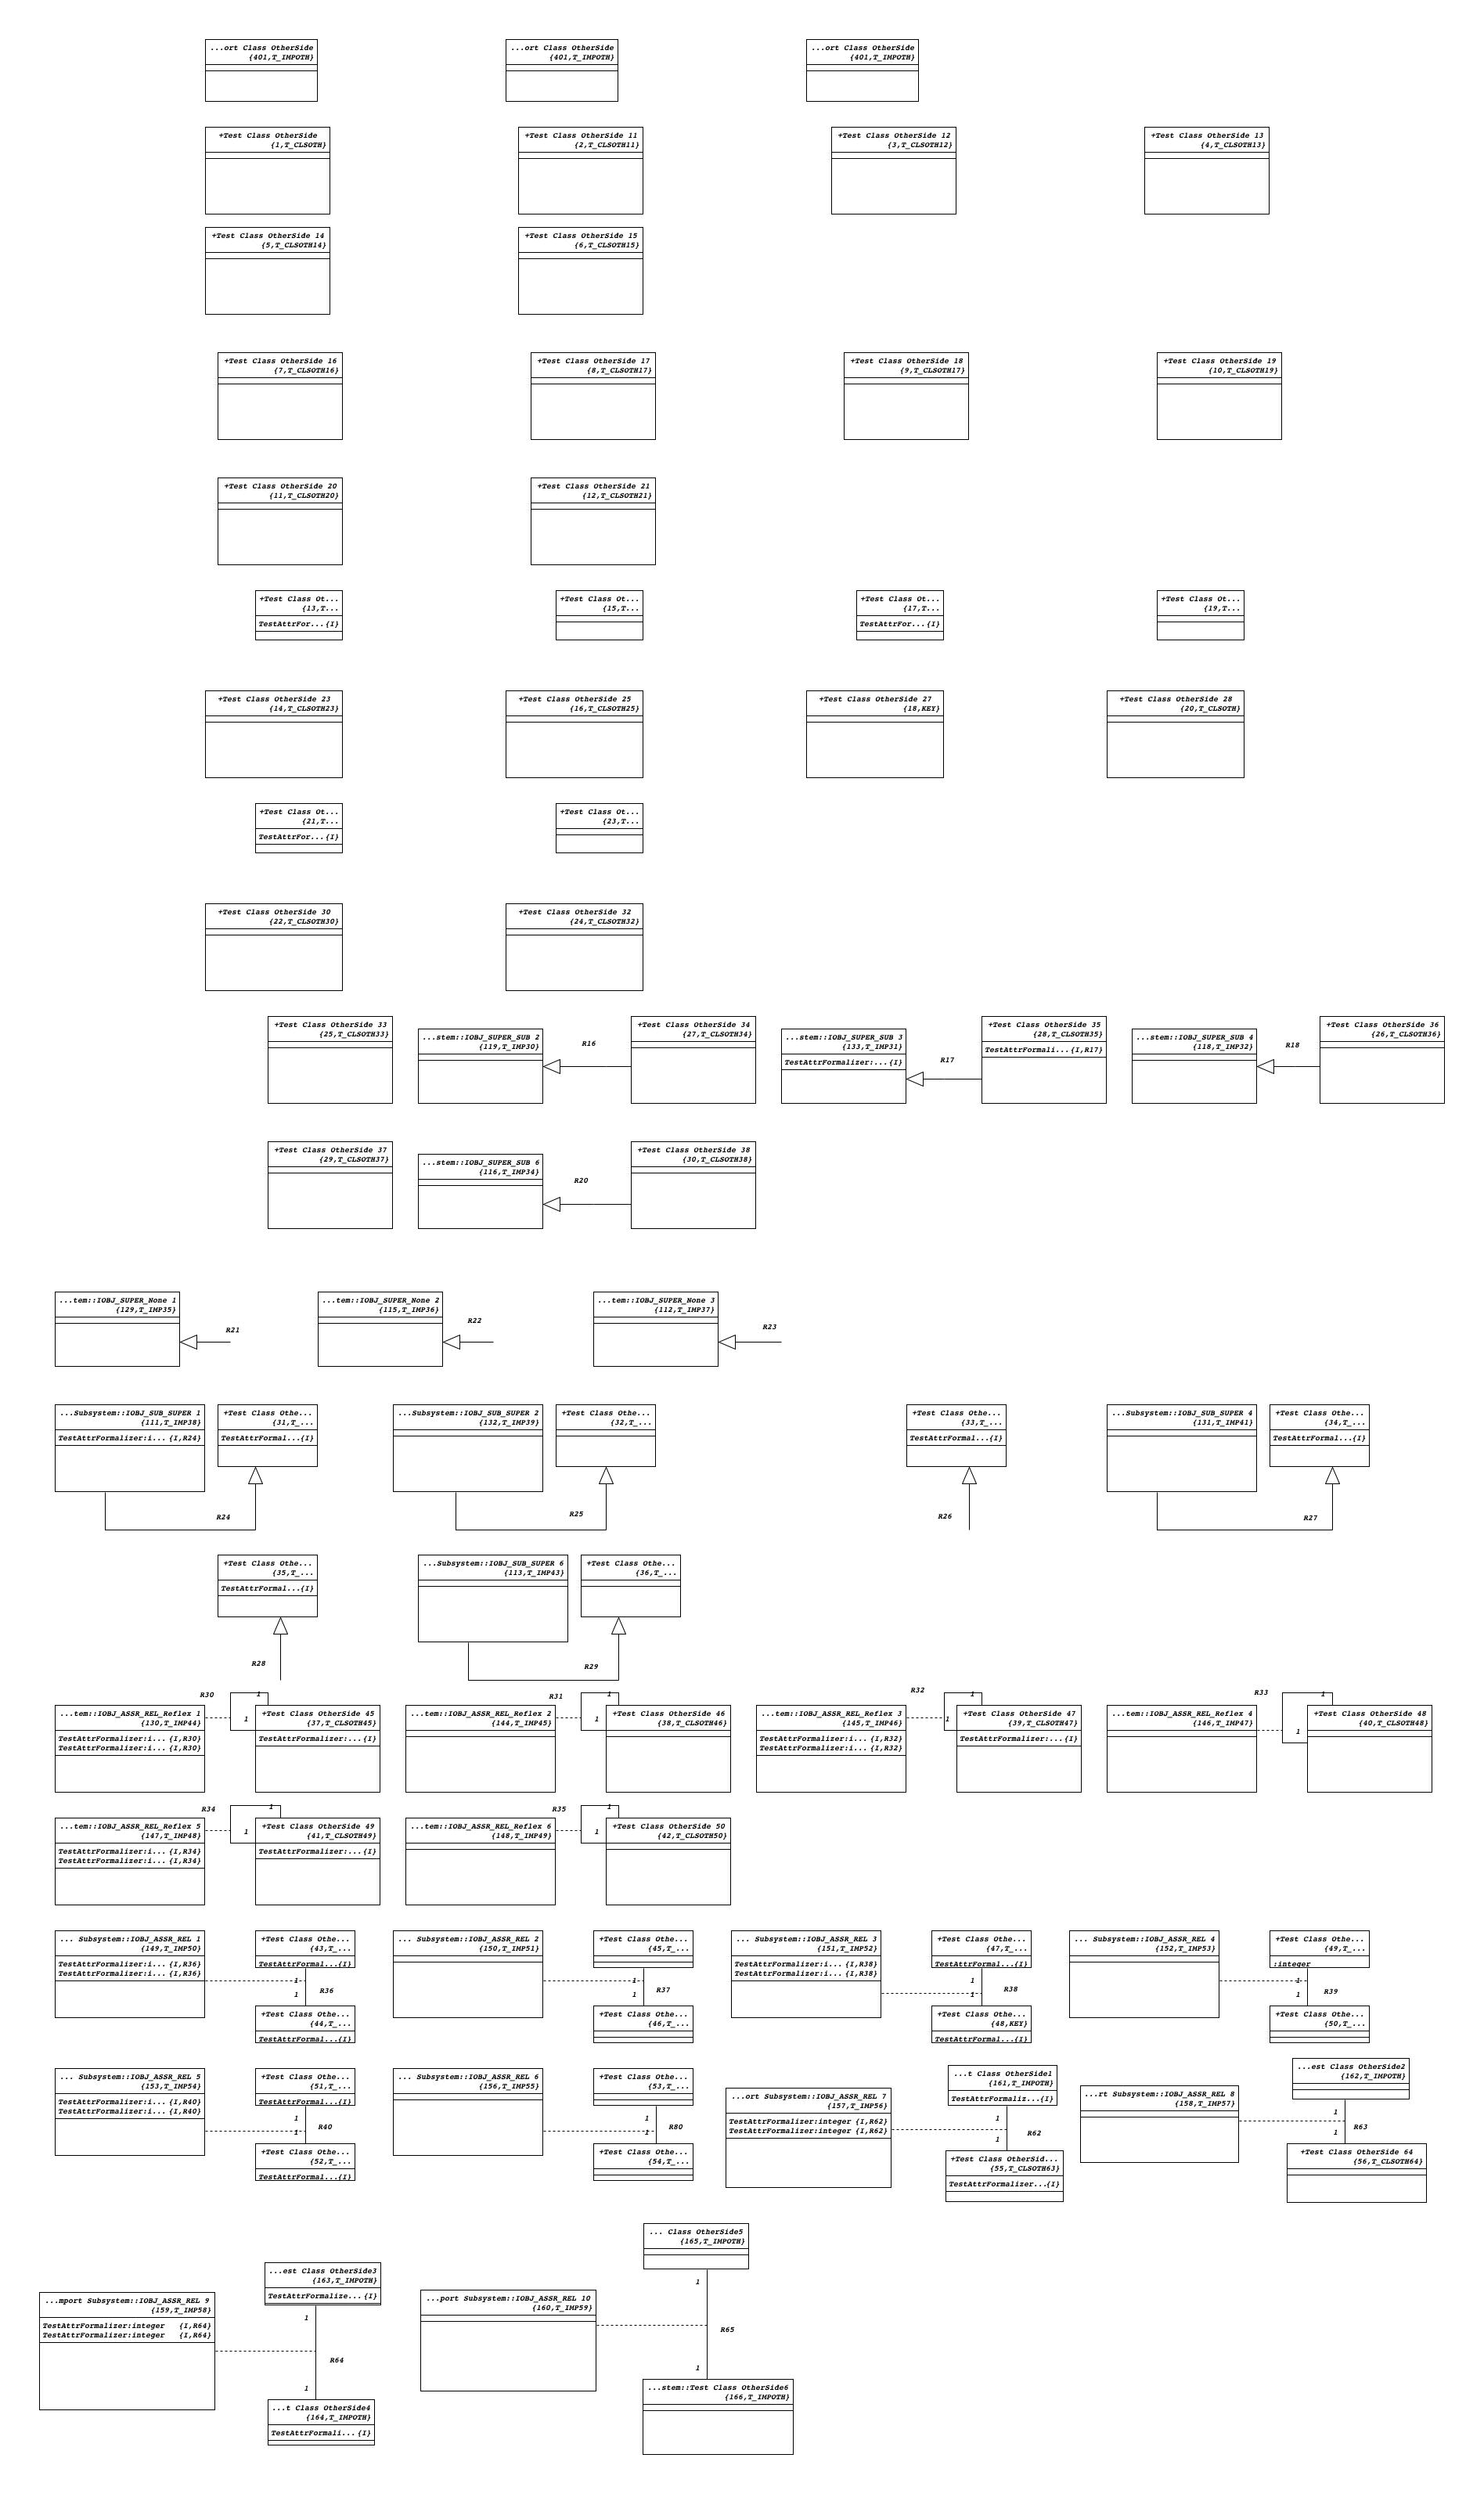 ...ort Class OtherSide
{401,T_IMPOTH}
...ort Class OtherSide
{401,T_IMPOTH}
...ort Class OtherSide
{401,T_IMPOTH}
+Test Class OtherSide
{1,T_CLSOTH}
+Test Class OtherSide 11
{2,T_CLSOTH11}
+Test Class OtherSide 12
{3,T_CLSOTH12}
+Test Class OtherSide 13
{4,T_CLSOTH13}
+Test Class OtherSide 14
{5,T_CLSOTH14}
+Test Class OtherSide 15
{6,T_CLSOTH15}
+Test Class OtherSide 16
{7,T_CLSOTH16}
+Test Class OtherSide 17
{8,T_CLSOTH17}
+Test Class OtherSide 18
{9,T_CLSOTH17}
+Test Class OtherSide 19
{10,T_CLSOTH19}
+Test Class OtherSide 20
{11,T_CLSOTH20}
+Test Class OtherSide 21
{12,T_CLSOTH21}
+Test Class Ot...
{13,T...
TestAttrFor...{I}
+Test Class Ot...
{15,T...
+Test Class Ot...
{17,T...
TestAttrFor...{I}
+Test Class Ot...
{19,T...
+Test Class OtherSide 23
{14,T_CLSOTH23}
+Test Class OtherSide 25
{16,T_CLSOTH25}
+Test Class OtherSide 27
{18,KEY}
+Test Class OtherSide 28
{20,T_CLSOTH}
+Test Class Ot...
{21,T...
TestAttrFor...{I}
+Test Class Ot...
{23,T...
+Test Class OtherSide 30
{22,T_CLSOTH30}
+Test Class OtherSide 32
{24,T_CLSOTH32}
+Test Class OtherSide 33
{25,T_CLSOTH33}
...stem::IOBJ_SUPER_SUB 2
{119,T_IMP30}
R16
+Test Class OtherSide 34
{27,T_CLSOTH34}
...stem::IOBJ_SUPER_SUB 3
{133,T_IMP31}
TestAttrFormalizer:...{I}
R17
+Test Class OtherSide 35
{28,T_CLSOTH35}
TestAttrFormali...{I,R17}
...stem::IOBJ_SUPER_SUB 4
{118,T_IMP32}
R18
+Test Class OtherSide 36
{26,T_CLSOTH36}
+Test Class OtherSide 37
{29,T_CLSOTH37}
...stem::IOBJ_SUPER_SUB 6
{116,T_IMP34}
R20
+Test Class OtherSide 38
{30,T_CLSOTH38}
...tem::IOBJ_SUPER_None 1
{129,T_IMP35}
R21
...tem::IOBJ_SUPER_None 2
{115,T_IMP36}
R22
...tem::IOBJ_SUPER_None 3
{112,T_IMP37}
R23
...Subsystem::IOBJ_SUB_SUPER 1
{111,T_IMP38}
TestAttrFormalizer:i...{I,R24}
+Test Class Othe...
{31,T_...
TestAttrFormal...{I}
R24
...Subsystem::IOBJ_SUB_SUPER 2
{132,T_IMP39}
+Test Class Othe...
{32,T_...
R25
+Test Class Othe...
{33,T_...
TestAttrFormal...{I}
R26
...Subsystem::IOBJ_SUB_SUPER 4
{131,T_IMP41}
+Test Class Othe...
{34,T_...
TestAttrFormal...{I}
R27
+Test Class Othe...
{35,T_...
TestAttrFormal...{I}
R28
...Subsystem::IOBJ_SUB_SUPER 6
{113,T_IMP43}
+Test Class Othe...
{36,T_...
R29
...tem::IOBJ_ASSR_REL_Reflex 1
{130,T_IMP44}
TestAttrFormalizer:i... {I,R30}
TestAttrFormalizer:i... {I,R30}
R30
1
1
+Test Class OtherSide 45
{37,T_CLSOTH45}
TestAttrFormalizer:...{I}
...tem::IOBJ_ASSR_REL_Reflex 2
{144,T_IMP45}
R31
1
1
+Test Class OtherSide 46
{38,T_CLSOTH46}
...tem::IOBJ_ASSR_REL_Reflex 3
{145,T_IMP46}
TestAttrFormalizer:i... {I,R32}
TestAttrFormalizer:i... {I,R32}
R32
1
1
+Test Class OtherSide 47
{39,T_CLSOTH47}
TestAttrFormalizer:...{I}
...tem::IOBJ_ASSR_REL_Reflex 4
{146,T_IMP47}
R33
1
1
+Test Class OtherSide 48
{40,T_CLSOTH48}
...tem::IOBJ_ASSR_REL_Reflex 5
{147,T_IMP48}
TestAttrFormalizer:i... {I,R34}
TestAttrFormalizer:i... {I,R34}
R34
1
1
+Test Class OtherSide 49
{41,T_CLSOTH49}
TestAttrFormalizer:...{I}
...tem::IOBJ_ASSR_REL_Reflex 6
{148,T_IMP49}
R35
1
1
+Test Class OtherSide 50
{42,T_CLSOTH50}
... Subsystem::IOBJ_ASSR_REL 1
{149,T_IMP50}
TestAttrFormalizer:i... {I,R36}
TestAttrFormalizer:i... {I,R36}
+Test Class Othe...
{43,T_...
TestAttrFormal...{I}
1
1
R36
+Test Class Othe...
{44,T_...
TestAttrFormal...{I}
... Subsystem::IOBJ_ASSR_REL 2
{150,T_IMP51}
+Test Class Othe...
{45,T_...
1
1
R37
+Test Class Othe...
{46,T_...
... Subsystem::IOBJ_ASSR_REL 3
{151,T_IMP52}
TestAttrFormalizer:i... {I,R38}
TestAttrFormalizer:i... {I,R38}
+Test Class Othe...
{47,T_...
TestAttrFormal...{I}
1
1
R38
+Test Class Othe...
{48,KEY}
TestAttrFormal...{I}
... Subsystem::IOBJ_ASSR_REL 4
{152,T_IMP53}
+Test Class Othe...
{49,T_...
:integer
1
1
R39
+Test Class Othe...
{50,T_...
... Subsystem::IOBJ_ASSR_REL 5
{153,T_IMP54}
TestAttrFormalizer:i... {I,R40}
TestAttrFormalizer:i... {I,R40}
+Test Class Othe...
{51,T_...
TestAttrFormal...{I}
1
1
R40
+Test Class Othe...
{52,T_...
TestAttrFormal...{I}
... Subsystem::IOBJ_ASSR_REL 6
{156,T_IMP55}
+Test Class Othe...
{53,T_...
1
1
R80
+Test Class Othe...
{54,T_...
...ort Subsystem::IOBJ_ASSR_REL 7
{157,T_IMP56}
TestAttrFormalizer:integer {I,R62}
TestAttrFormalizer:integer {I,R62}
...t Class OtherSide1
{161,T_IMPOTH}
TestAttrFormaliz...{I}
1
1
R62
+Test Class OtherSid...
{55,T_CLSOTH63}
TestAttrFormalizer...{I}
...rt Subsystem::IOBJ_ASSR_REL 8
{158,T_IMP57}
...est Class OtherSide2
{162,T_IMPOTH}
1
1
R63
+Test Class OtherSide 64
{56,T_CLSOTH64}
...mport Subsystem::IOBJ_ASSR_REL 9
{159,T_IMP58}
TestAttrFormalizer:integer {I,R64}
TestAttrFormalizer:integer {I,R64}
...est Class OtherSide3
{163,T_IMPOTH}
TestAttrFormalize...{I}
1
R64
1
...t Class OtherSide4
{164,T_IMPOTH}
TestAttrFormali...{I}
...port Subsystem::IOBJ_ASSR_REL 10
{160,T_IMP59}
... Class OtherSide5
{165,T_IMPOTH}
1
R65
1
...stem::Test Class OtherSide6
{166,T_IMPOTH}